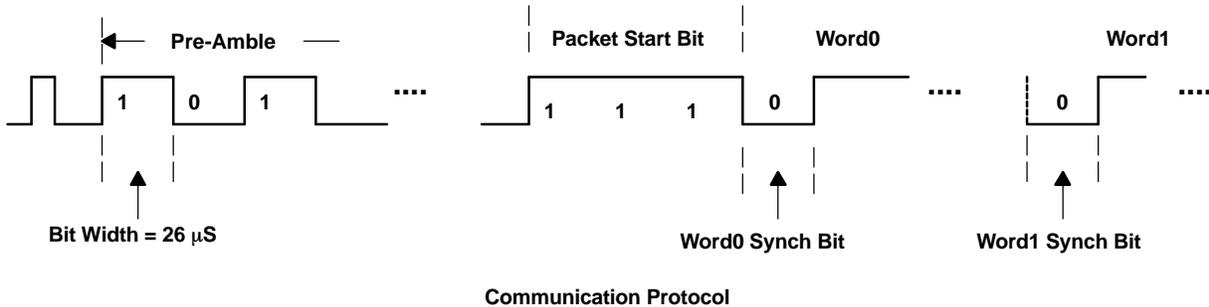 Pre-Amble
Packet Start Bit
Word0
Word1
1 0 1
....
1 1 1
0
....
0
....
Bit Width = 26 μS
Word0 Synch Bit
Word1 Synch Bit
Communication Protocol